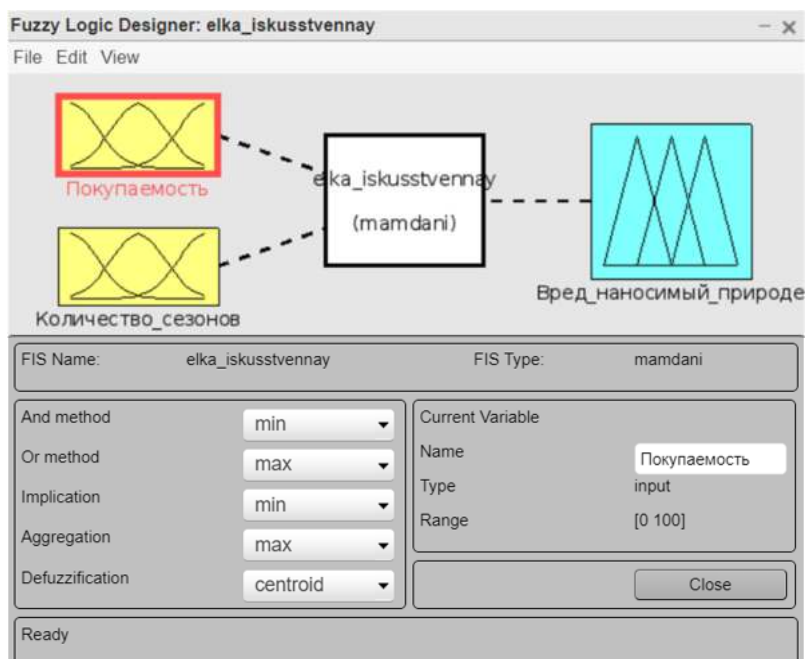 Fuzzy Logic Designer: elka_iskusstvennay
File Edit View
Покупаемость
elka_iskusstvennay
(mamdani)
Количество_сезонов
Вред_наносимый_природе
FIS Name: elka_iskusstvennay FIS Type: mamdani
And method min
Or method max
Implication min
Aggregation max
Defuzzification centroid
Current Variable
Name Покупаемость
Type input
Range [0 100]
Close
Ready